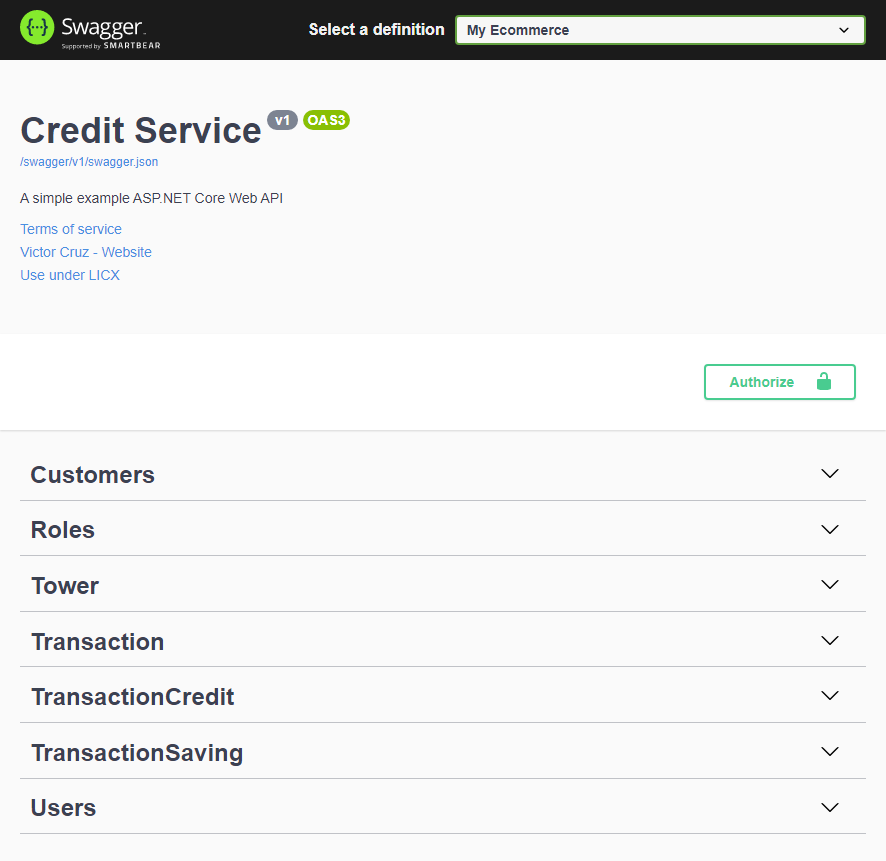 {···} Swagger
Supported by SMARTBEAR
Select a definition
My Ecommerce
Credit Service v1 OAS3
/swagger/v1/swagger.json
A simple example ASP.NET Core Web API
Terms of service
Victor Cruz - Website
Use under LICX
Authorize
Customers
Roles
Tower
Transaction
TransactionCredit
TransactionSaving
Users